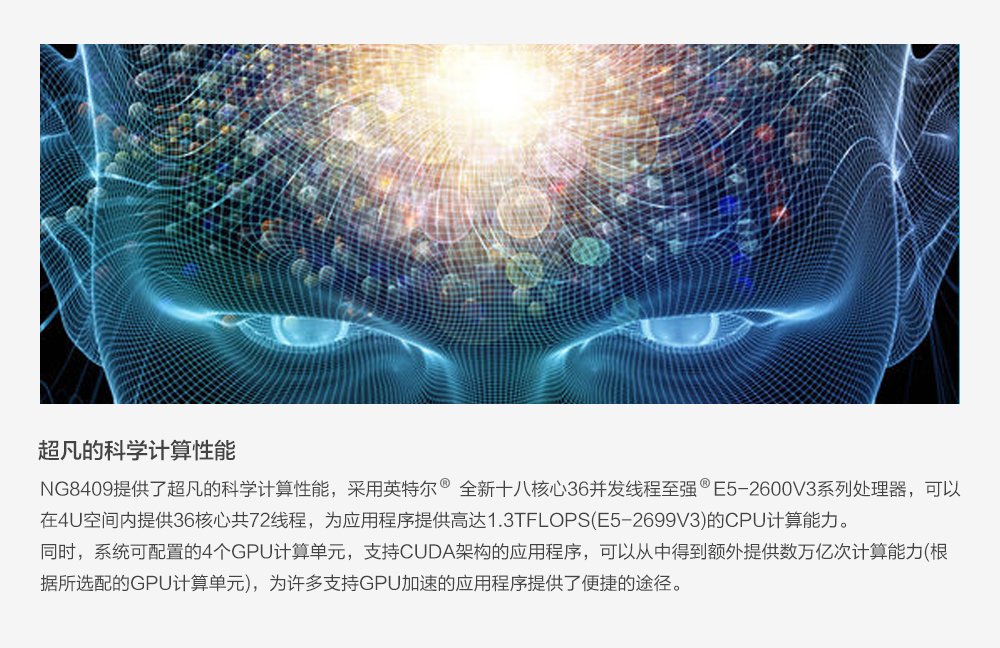 超凡的科学计算性能
NG8409提供了超凡的科学计算性能，采用英特尔® 全新十八核心36并发线程至强®E5-2600V3系列处理器，可以
在4U空间内提供36核心共72线程，为应用程序提供高达1.3TFLOPS(E5-2699V3)的CPU计算能力。
同时，系统可配置的4个GPU计算单元，支持CUDA架构的应用程序，可以从中得到额外提供数万亿次计算能力(根
据所选配的GPU计算单元)，为许多支持GPU加速的应用程序提供了便捷的途径。